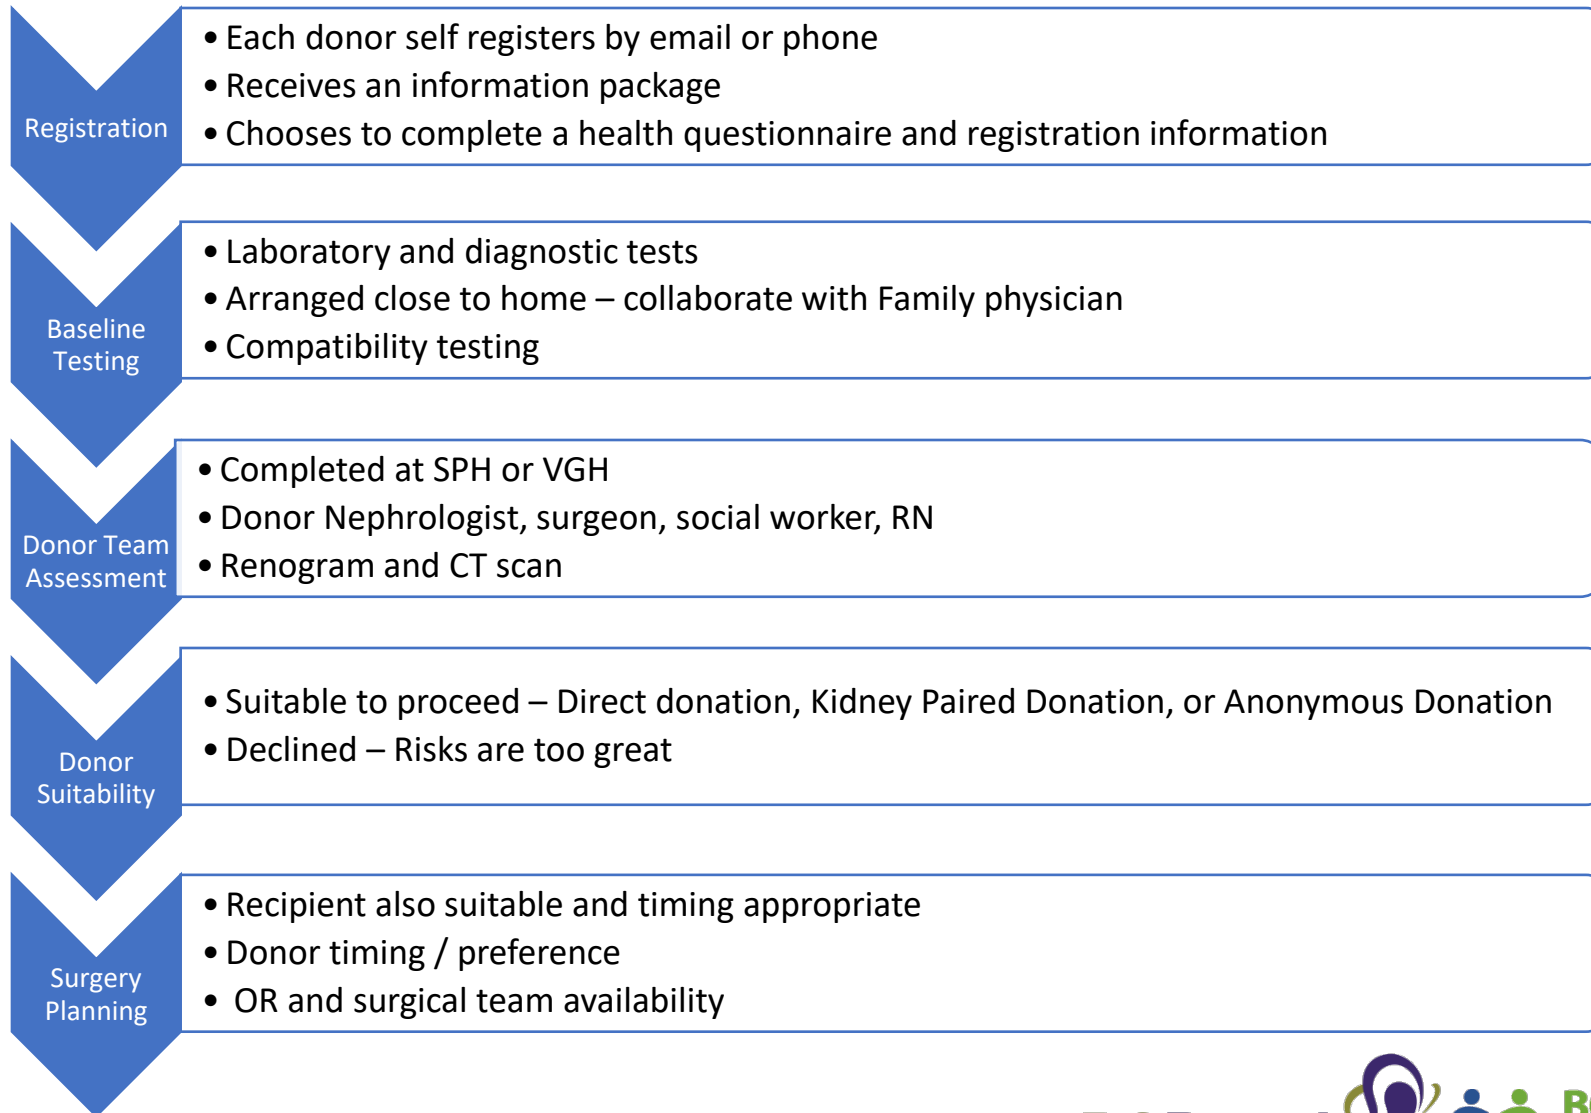 Registration
• Each donor self registers by email or phone
• Receives an information package
• Chooses to complete a health questionnaire and registration information
Baseline
Testing
• Laboratory and diagnostic tests
• Arranged close to home – collaborate with Family physician
• Compatibility testing
Donor Team
Assessment
• Completed at SPH or VGH
• Donor Nephrologist, surgeon, social worker, RN
• Renogram and CT scan
Donor
Suitability
• Suitable to proceed – Direct donation, Kidney Paired Donation, or Anonymous Donation
• Declined – Risks are too great
Surgery
Planning
• Recipient also suitable and timing appropriate
• Donor timing / preference
• OR and surgical team availability